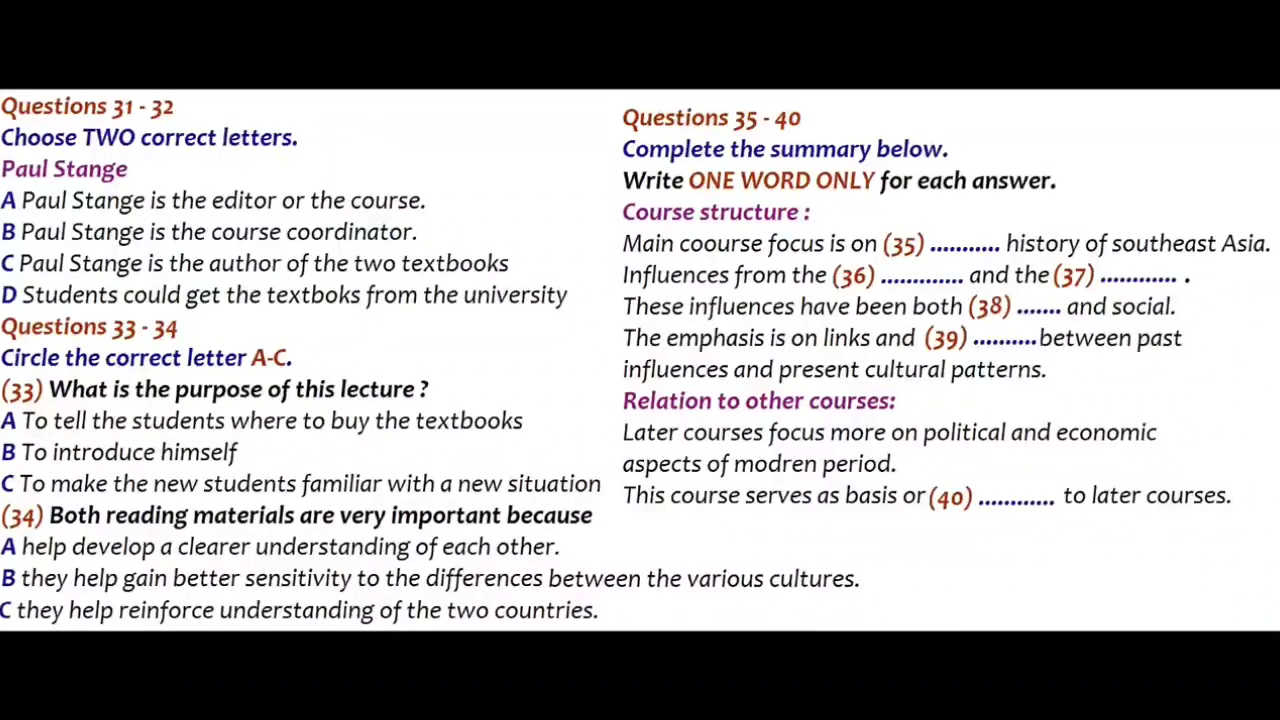 Questions 31 - 32
Choose TWO correct letters.
Paul Stange
A Paul Stange is the editor or the course.
B Paul Stange is the course coordinator.
C Paul Stange is the author of the two textbooks
D Students could get the textboks from the university
Questions 33 - 34
Circle the correct letter A-C.
(33) What is the purpose of this lecture ?
A To tell the students where to buy the textbooks
B To introduce himself
C To make the new students familiar with a new situation
(34) Both reading materials are very important because
A help develop a clearer understanding of each other.
B they help gain better sensitivity to the differences between the various cultures.
C they help reinforce understanding of the two countries.
Questions 35 - 40
Complete the summary below.
Write ONE WORD ONLY for each answer.
Course structure :
Main coourse focus is on (35) ........... history of southeast Asia.
Influences from the (36) ............. and the (37) ............ .
These influences have been both (38) ....... and social.
The emphasis is on links and (39) .......... between past
influences and present cultural patterns.
Relation to other courses:
Later courses focus more on political and economic
aspects of modren period.
This course serves as basis or (40) ............ to later courses.